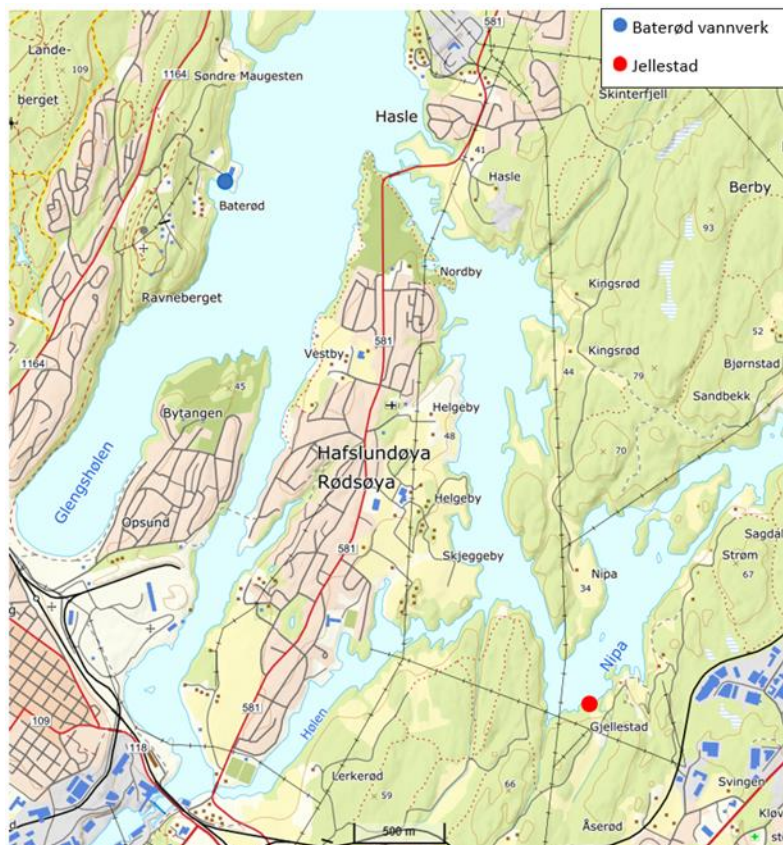 Baterød vannverk
Jellestad
581
Lande-
109
1164
Søndre Maugesten
berget
Skinterfjell
Hasle
41
Hasle
Berby
Baterød
93
Nordby
Kingsrød
Ravneberget
52
581
Vestby
Kingsrød
Bjørnstad
1164
44
79
45
Sandbekk
Bytangen
Helgeby
48
Hafslundøya
70
Rødsøya
Glengshølen
Helgeby
Opsund
Sagdal
581
Skjeggeby
Strøm
Nipa
67
34
Nipa
109
581
Hølen
Gjellestad
118
Lerkerød
66
Svingen
59
Åserød
Kløv
500 m
st